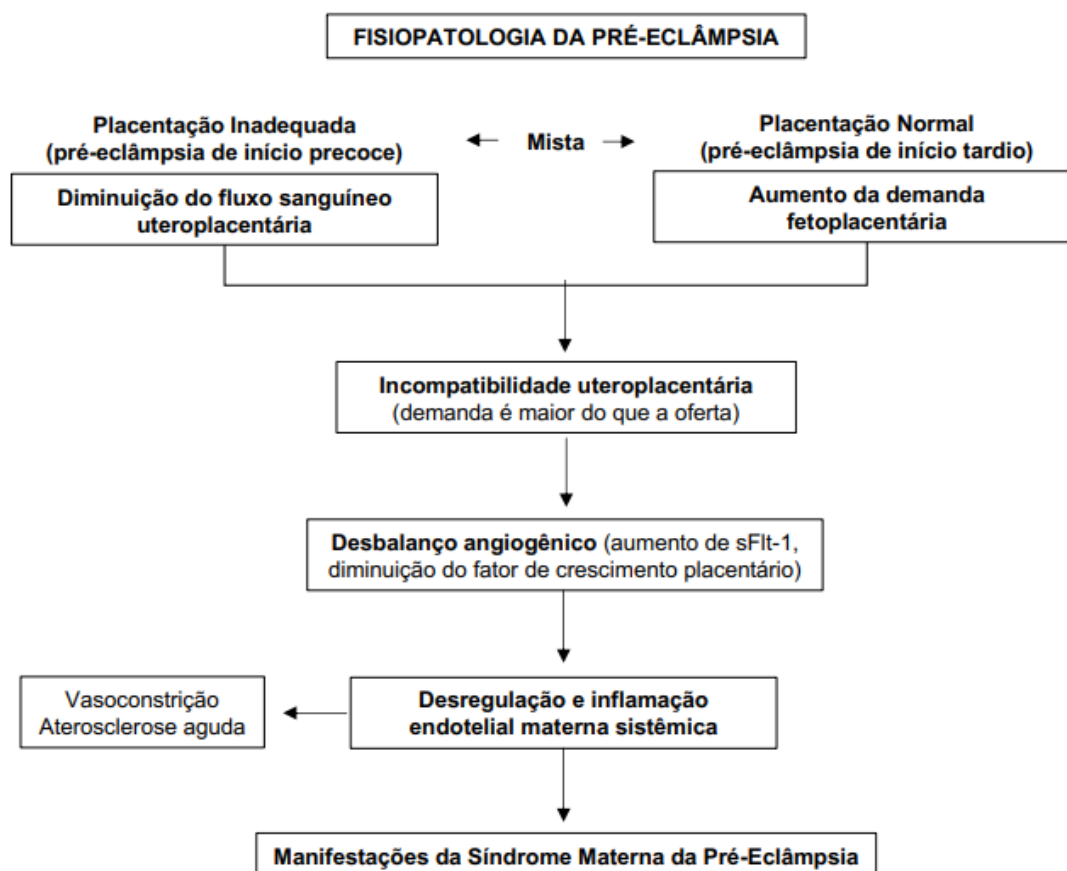 FISIOPATOLOGIA DA PRÉ-ECLÂMPSIA
Placentação Inadequada
(pré-eclâmpsia de início precoce)
Mista
Placentação Normal
(pré-eclâmpsia de início tardio)
Diminuição do fluxo sanguíneo
uteroplacentária
Aumento da demanda
fetoplacentária
Incompatibilidade uteroplacentária
(demanda é maior do que a oferta)
Desbalanço angiogênico (aumento de sFlt-1,
diminuição do fator de crescimento placentário)
Vasoconstrição
Aterosclerose aguda
Desregulação e inflamação
endotelial materna sistêmica
Manifestações da Síndrome Materna da Pré-Eclâmpsia